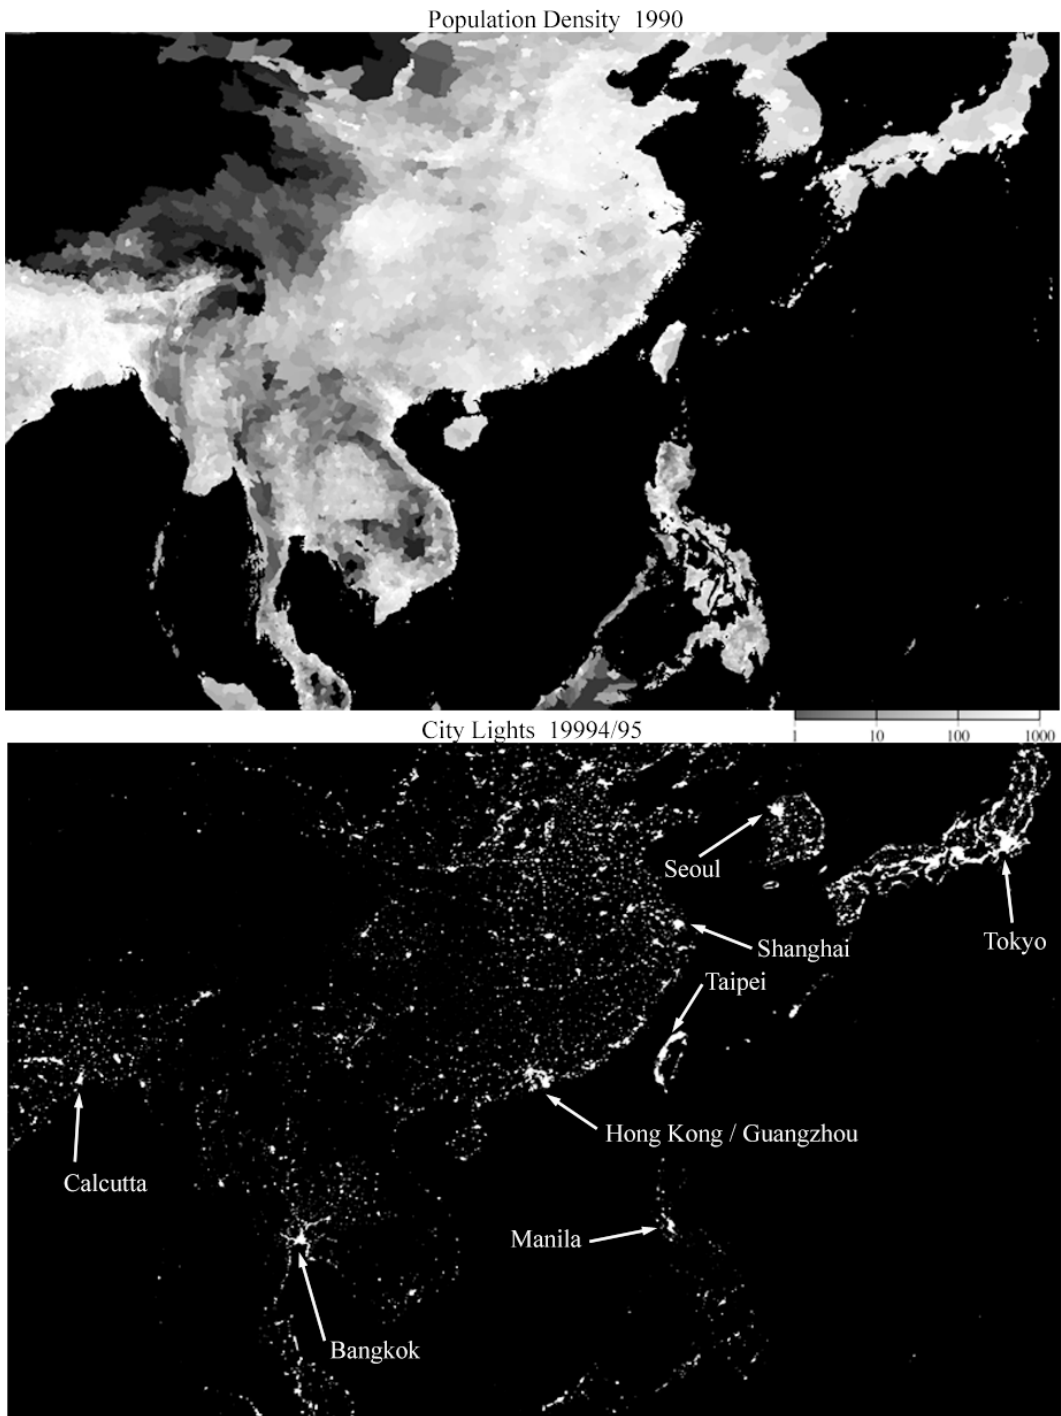 Population Density 1990
City Lights 19994/95
1 10 100 1000
Seoul
Shanghai
Tokyo
Taipei
Hong Kong / Guangzhou
Calcutta
Manila
Bangkok